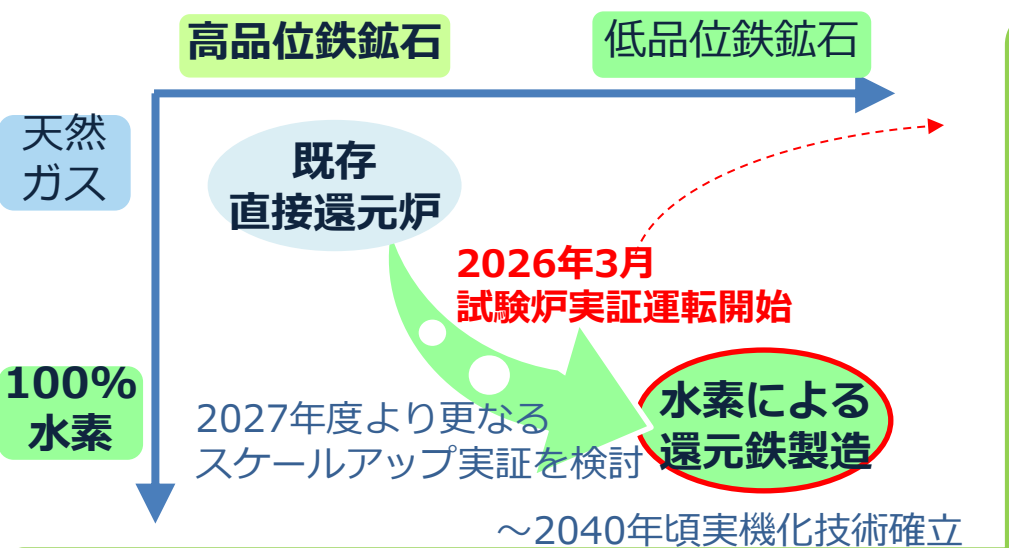 高品位鉄鉱石
低品位鉄鉱石
天然
ガス
既存
直接還元炉
2026年3月
試験炉実証運転開始
100%
水素
水素による
還元鉄製造
2027年度より更なる
スケールアップ実証を検討
～2040年頃実機化技術確立